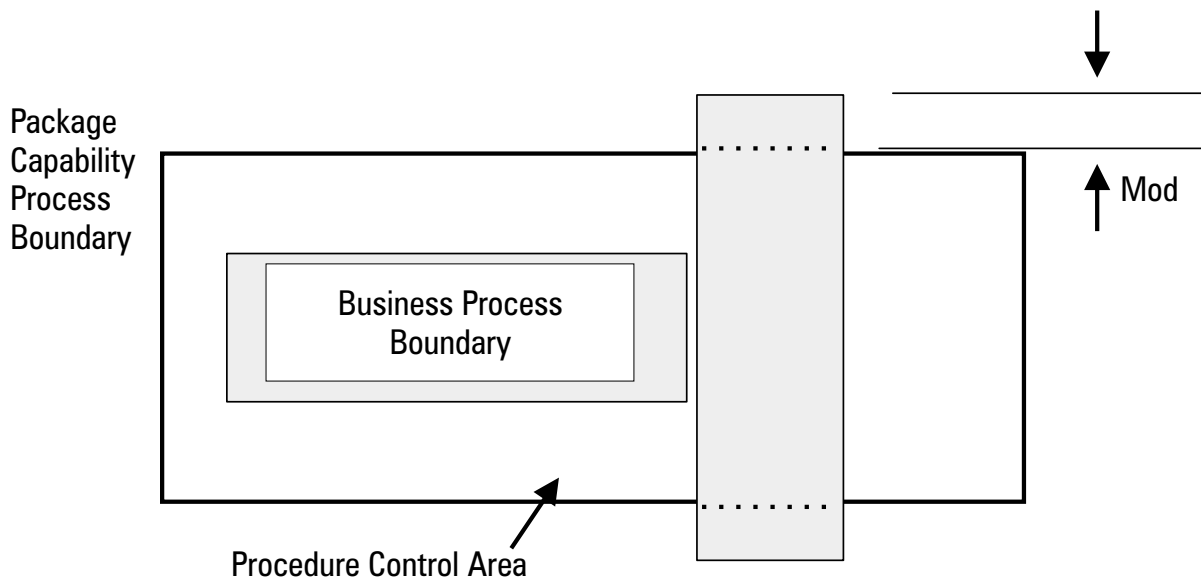 Package
Capability
Process
Boundary
Mod
Business Process
Boundary
Procedure Control Area